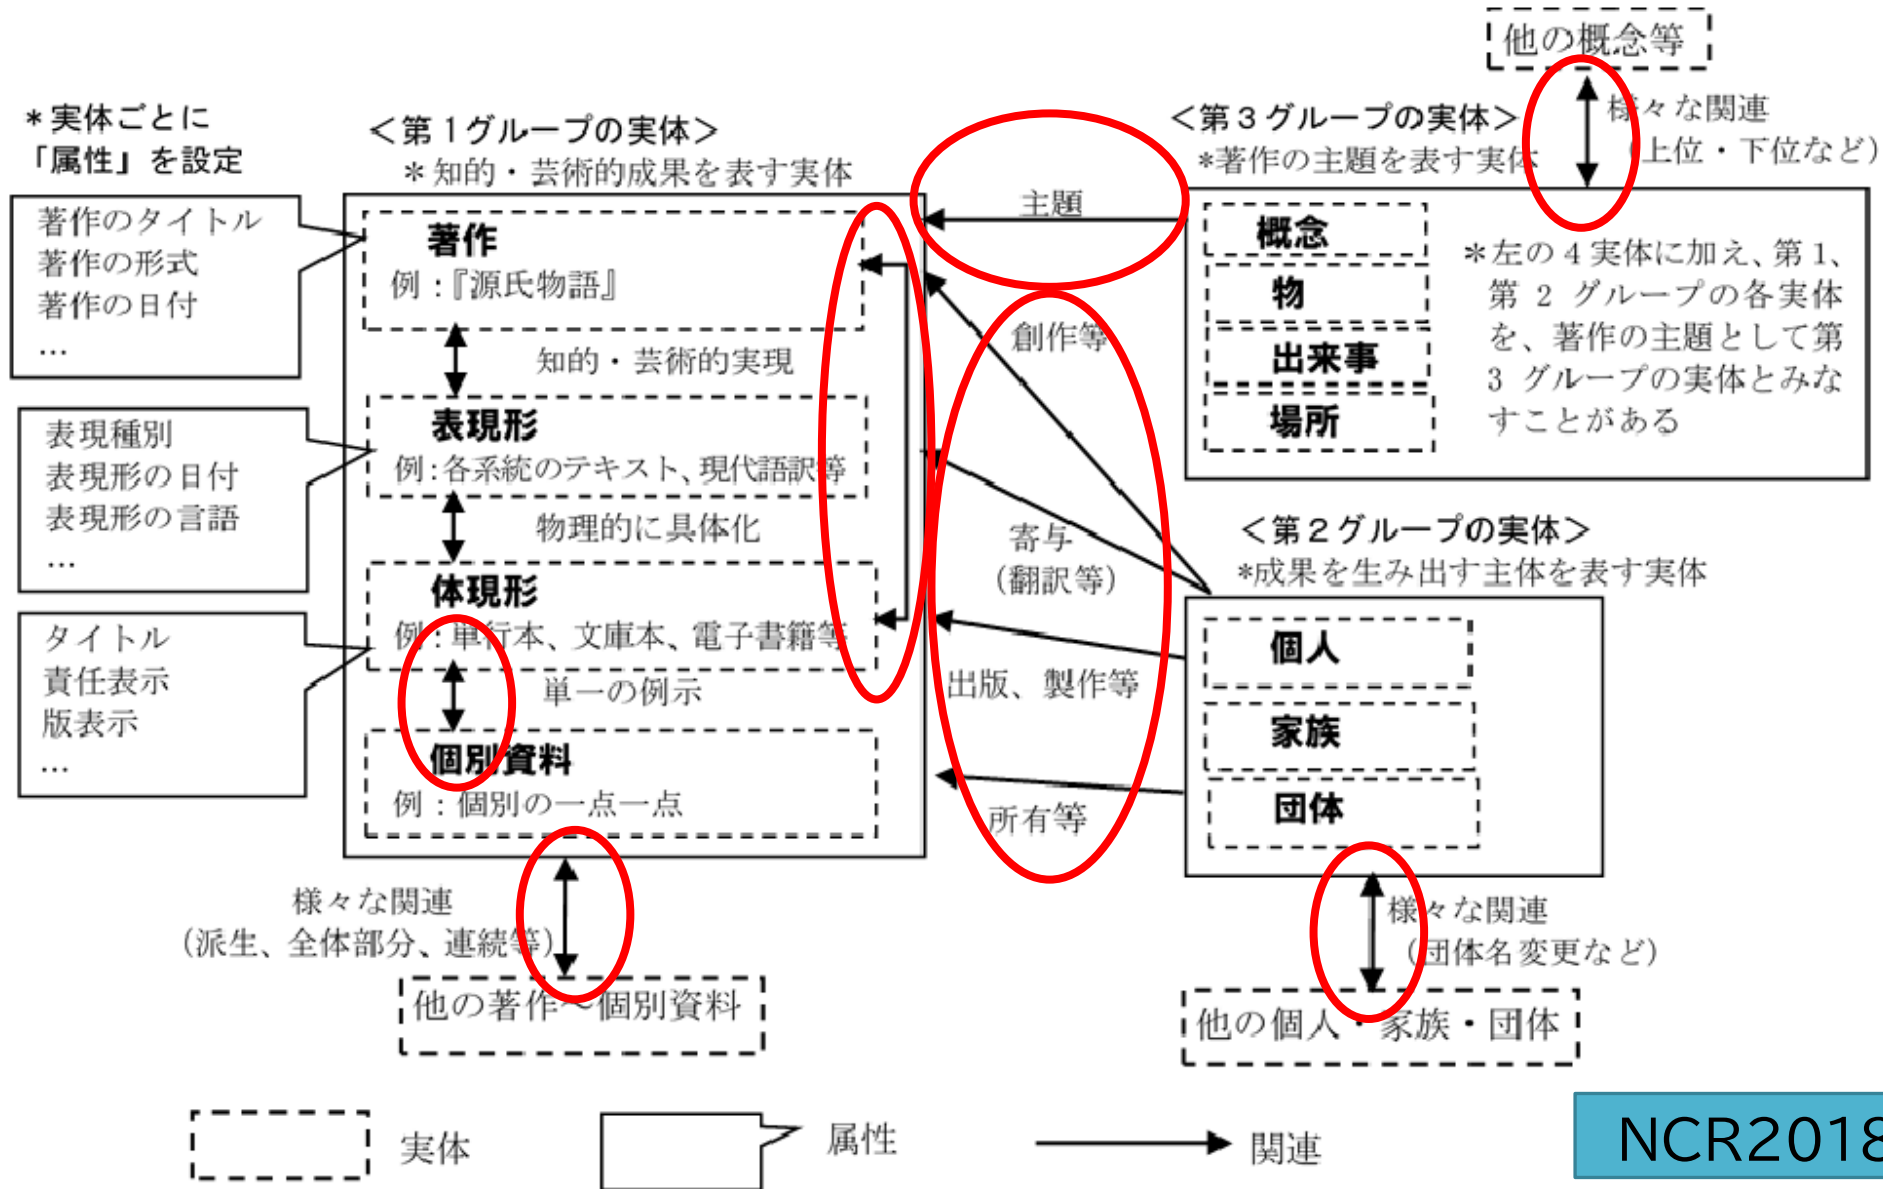 他の概念等
様々な関連
(上位・下位など)
＊実体ごとに
「属性」を設定
＜第１グループの実体＞
＊知的・芸術的成果を表す実体
著作のタイトル
著作の形式
著作の日付
…
表現種別
表現形の日付
表現形の言語
…
タイトル
責任表示
版表示
…
著作
例：『源氏物語』
知的・芸術的実現
表現形
例：各系統のテキスト、現代語訳等
物理的に具体化
体現形
例：単行本、文庫本、電子書籍等
単一の例示
個別資料
例：個別の一点一点
様々な関連
(派生、全体部分、連続等)
他の著作～個別資料
主題
創作等
寄与
(翻訳等)
出版、製作等
所有等
＜第３グループの実体＞
*著作の主題を表す実体
概念
物
出来事
場所
＊左の４実体に加え、第１、
第２グループの各実体
を、著作の主題として第
３グループの実体とみな
すことがある
＜第２グループの実体＞
*成果を生み出す主体を表す実体
個人
家族
団体
様々な関連
(団体名変更など)
他の個人・家族・団体
実体
属性
関連
NCR2018